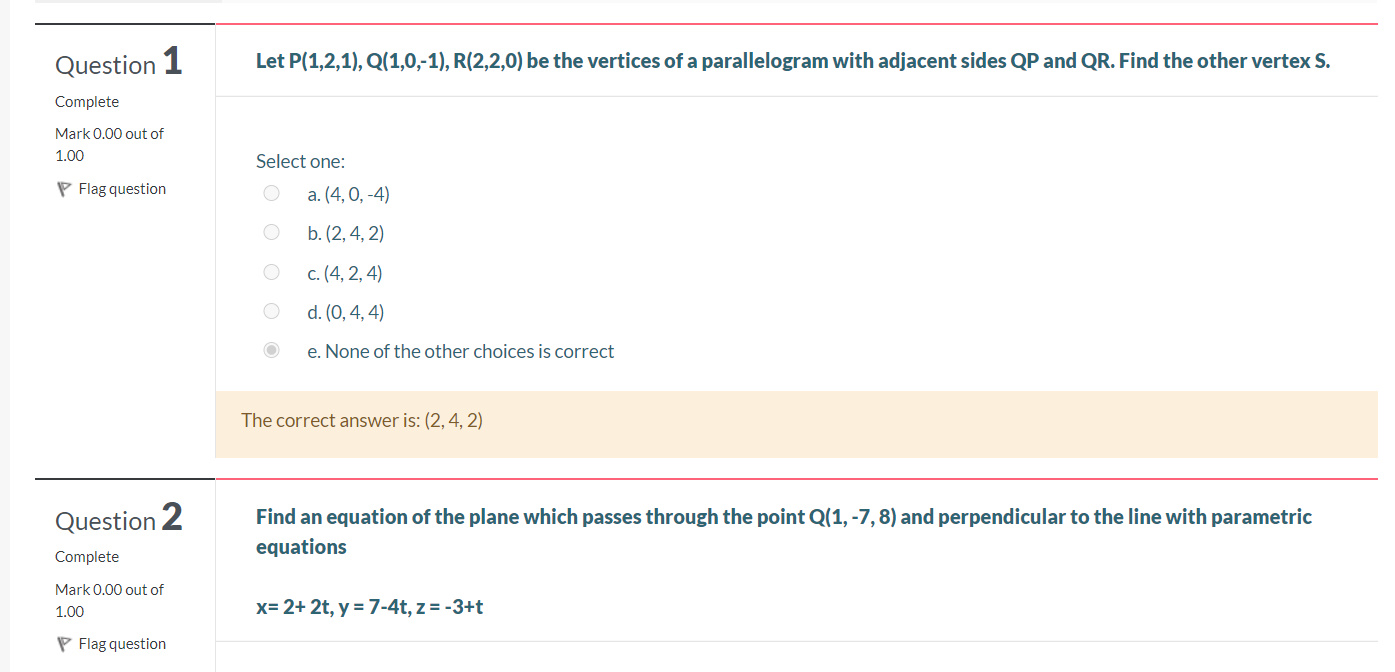 Question 1
Complete
Mark 0.00 out of
1.00
Flag question
Let P(1,2,1), Q(1,0,-1), R(2,2,0) be the vertices of a parallelogram with adjacent sides QP and QR. Find the other vertex S.
Select one:
a. (4, 0, -4)
b. (2, 4, 2)
c. (4, 2, 4)
d. (0, 4, 4)
e. None of the other choices is correct
The correct answer is: (2, 4, 2)
Question 2
Complete
Mark 0.00 out of
1.00
Flag question
Find an equation of the plane which passes through the point Q(1, -7, 8) and perpendicular to the line with parametric
equations
x= 2+ 2t, y = 7-4t, z = -3+t